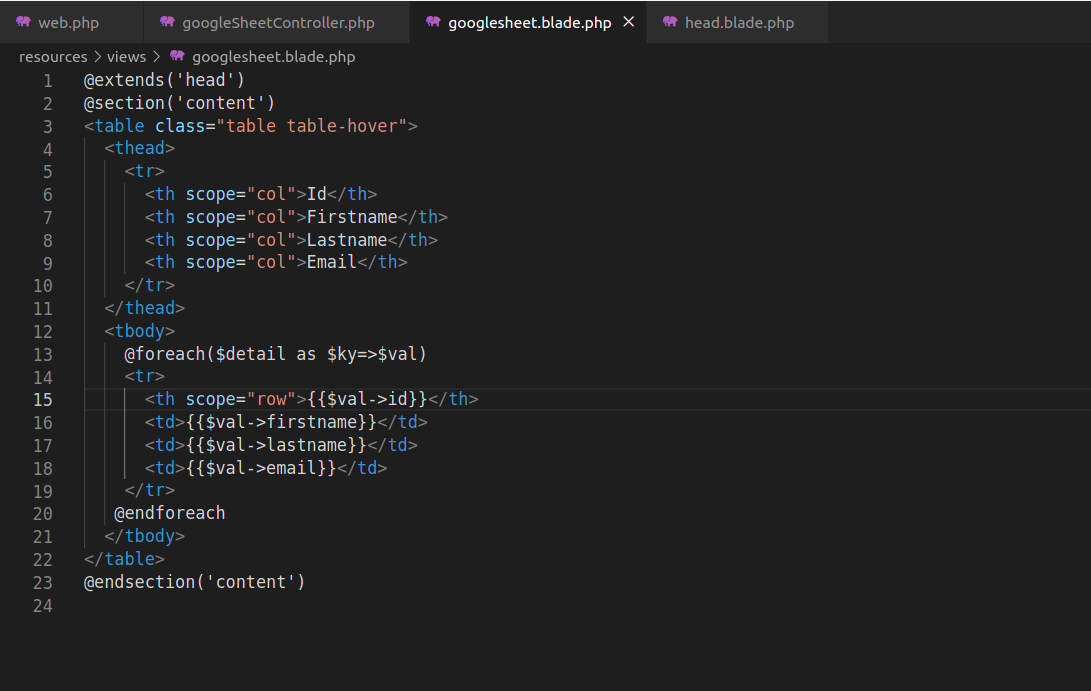 web.php googleSheetController.php googlesheet.blade.php × head.blade.php
resources > views > googlesheet.blade.php
1 @extends('head')
2 @section('content')
3 <table class="table table-hover">
4   <thead>
5     <tr>
6       <th scope="col">Id</th>
7       <th scope="col">Firstname</th>
8       <th scope="col">Lastname</th>
9       <th scope="col">Email</th>
10     </tr>
11   </thead>
12   <tbody>
13     @foreach($detail as $ky=>$val)
14     <tr>
15       <th scope="row">{{$val->id}}</th>
16       <td>{{$val->firstname}}</td>
17       <td>{{$val->lastname}}</td>
18       <td>{{$val->email}}</td>
19     </tr>
20    @endforeach
21   </tbody>
22 </table>
23 @endsection('content')
24